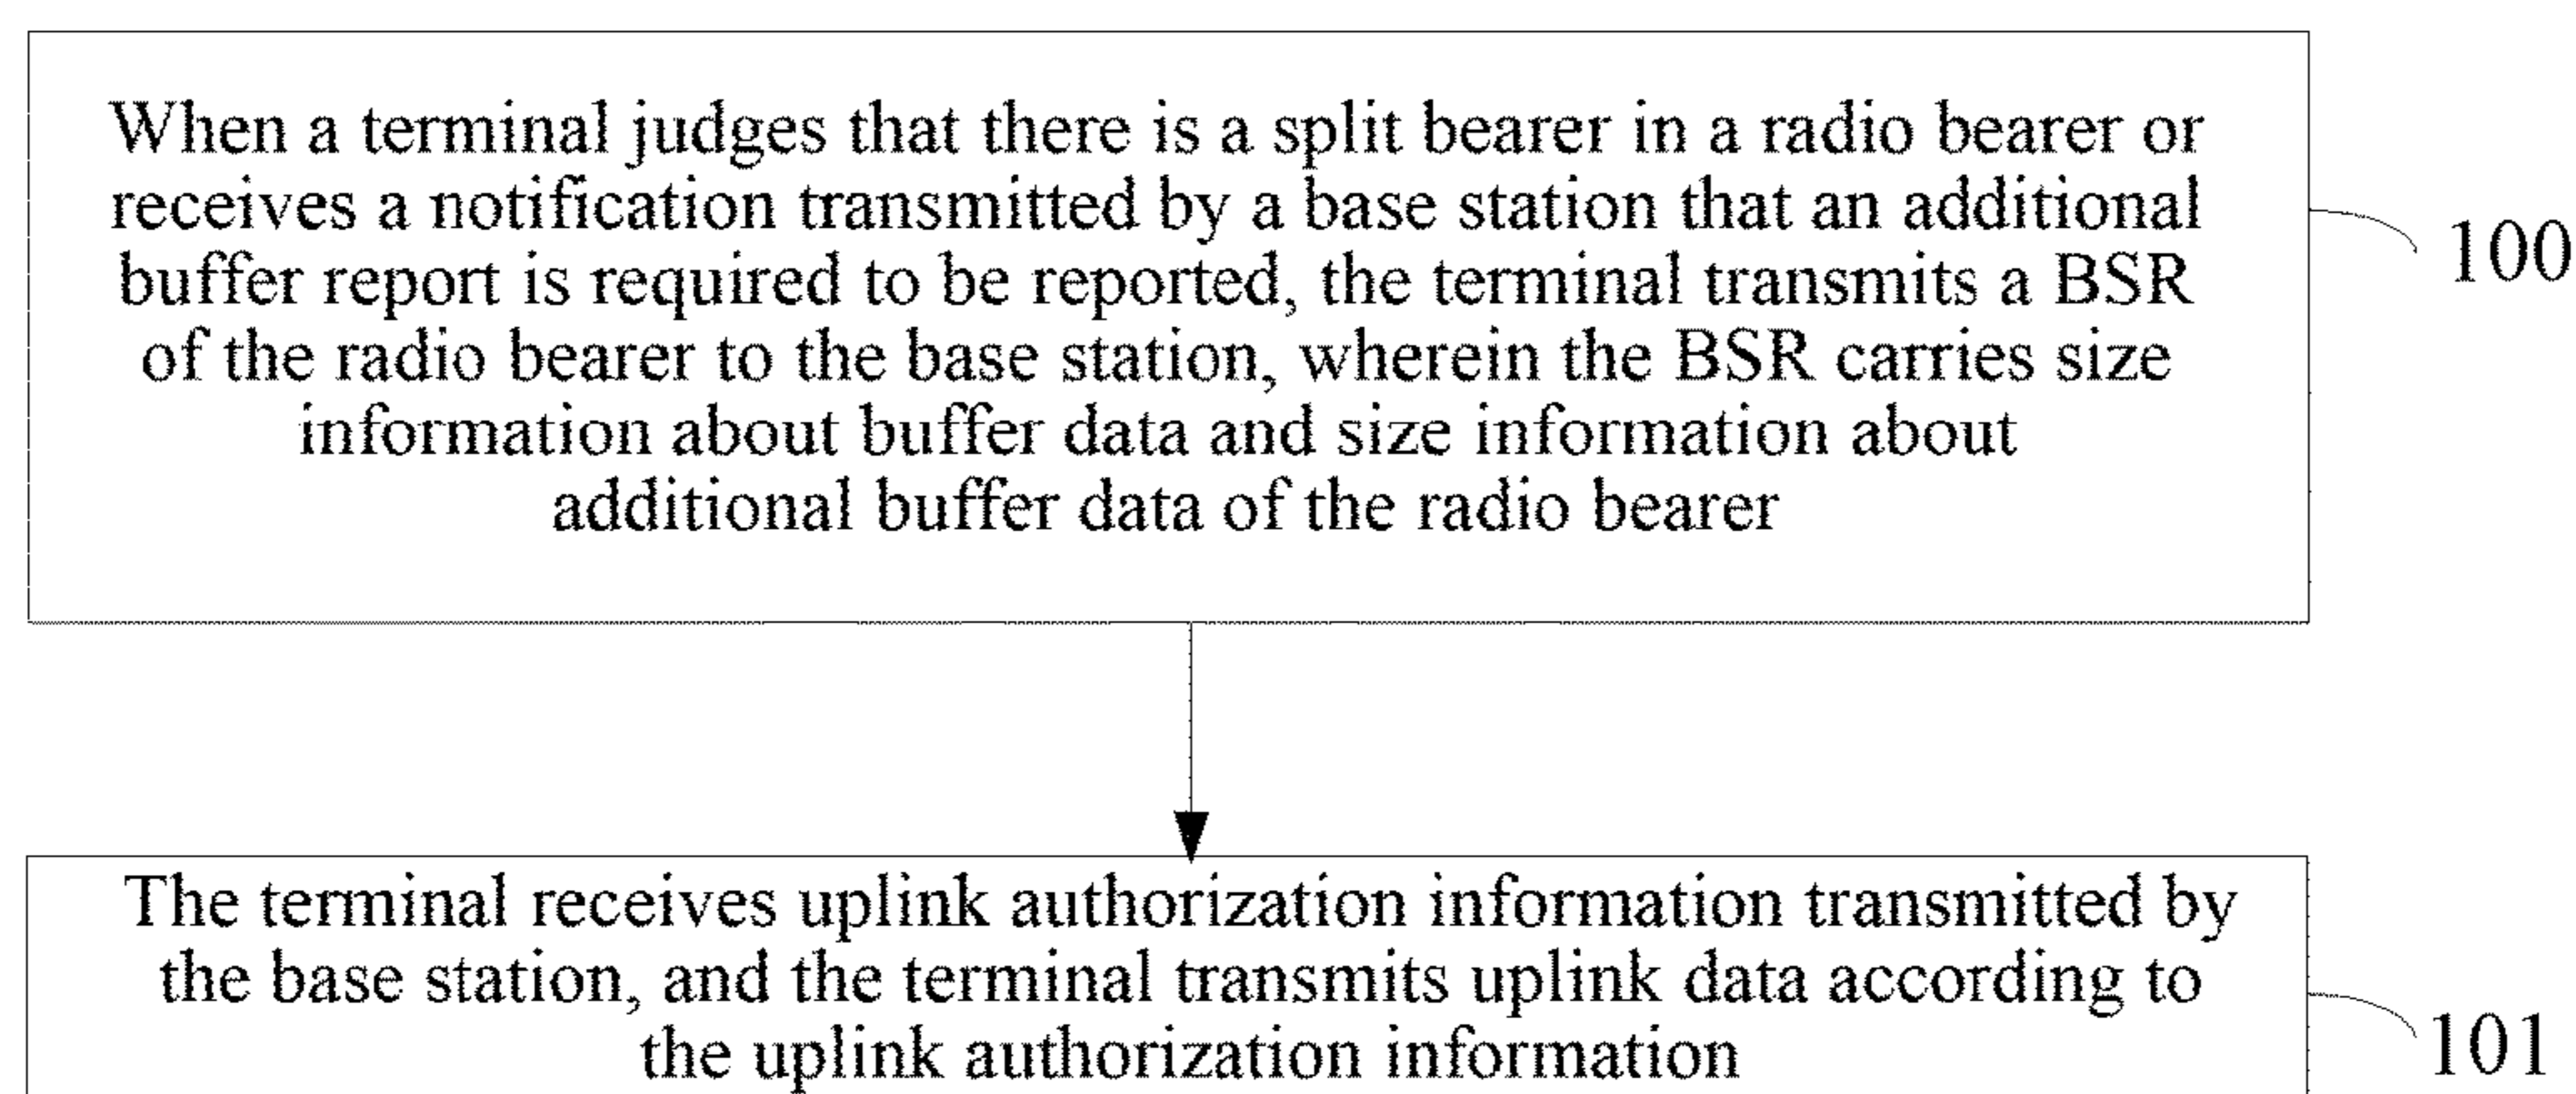 When a terminal judges that there is a split bearer in a radio bearer or
receives a notification transmitted by a base station that an additional
buffer report is required to be reported, the terminal transmits a BSR
of the radio bearer to the base station, wherein the BSR carries size
information about buffer data and size information about
additional buffer data of the radio bearer
100
The terminal receives uplink authorization information transmitted by
the base station, and the terminal transmits uplink data according to
the uplink authorization information
101